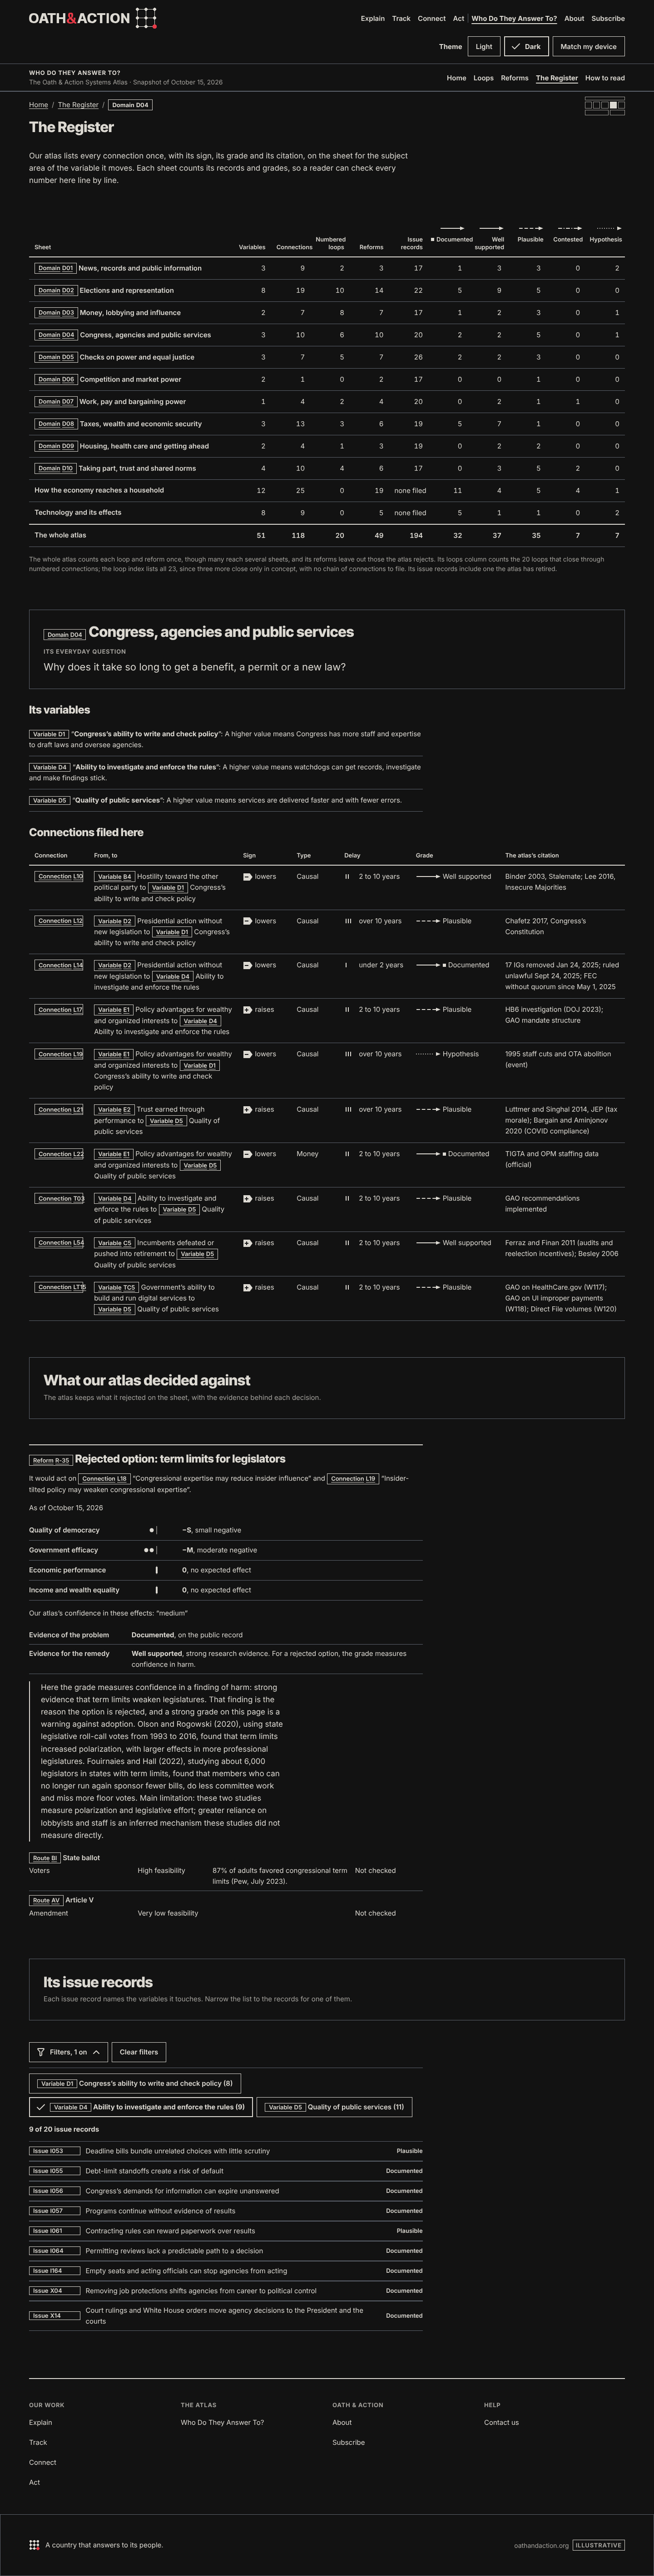 OATH&ACTION
Explain Track Connect Act Who Do They Answer To? About Subscribe
Theme Light Dark Match my device
WHO DO THEY ANSWER TO?
The Oath & Action Systems Atlas · Snapshot of October 15, 2026
Home Loops Reforms The Register How to read
Home / The Register / Domain D04
The Register
Our atlas lists every connection once, with its sign, its grade and its citation, on the sheet for the subject
area of the variable it moves. Each sheet counts its records and grades, so a reader can check every
number here line by line.
Sheet Variables Connections Numbered loops Reforms Issue records Documented Well supported Plausible Contested Hypothesis
Domain D01 News, records and public information 3 9 2 3 17 1 3 3 0 2
Domain D02 Elections and representation 8 19 10 14 22 5 9 5 0 0
Domain D03 Money, lobbying and influence 2 7 8 7 17 1 2 3 0 1
Domain D04 Congress, agencies and public services 3 10 6 10 20 2 2 5 0 1
Domain D05 Checks on power and equal justice 3 7 5 7 26 2 2 3 0 0
Domain D06 Competition and market power 2 1 0 2 17 0 0 1 0 0
Domain D07 Work, pay and bargaining power 1 4 2 4 20 0 2 1 1 0
Domain D08 Taxes, wealth and economic security 3 13 3 6 19 5 7 1 0 0
Domain D09 Housing, health care and getting ahead 2 4 1 3 19 0 2 2 0 0
Domain D10 Taking part, trust and shared norms 4 10 4 6 17 0 3 5 2 0
How the economy reaches a household 12 25 0 19 none filed 11 4 5 4 1
Technology and its effects 8 9 0 5 none filed 5 1 1 0 2
The whole atlas 51 118 20 49 194 32 37 35 7 7
The whole atlas counts each loop and reform once, though many reach several sheets, and its reforms leave out those the atlas rejects. Its loops column counts the 20 loops that close through
numbered connections; the loop index lists all 23, since three more close only in concept, with no chain of connections to file. Its issue records include one the atlas has retired.
Domain D04 Congress, agencies and public services
ITS EVERYDAY QUESTION
Why does it take so long to get a benefit, a permit or a new law?
Its variables
Variable D1 “Congress’s ability to write and check policy”: A higher value means Congress has more staff and expertise
to draft laws and oversee agencies.
Variable D4 “Ability to investigate and enforce the rules”: A higher value means watchdogs can get records, investigate
and make findings stick.
Variable D5 “Quality of public services”: A higher value means services are delivered faster and with fewer errors.
Connections filed here
Connection From, to Sign Type Delay Grade The atlas’s citation
Connection L10 Variable B4 Hostility toward the other political party to Variable D1 Congress’s ability to write and check policy lowers Causal 2 to 10 years Well supported Binder 2003, Stalemate; Lee 2016, Insecure Majorities
Connection L12 Variable D2 Presidential action without new legislation to Variable D1 Congress’s ability to write and check policy lowers Causal over 10 years Plausible Chafetz 2017, Congress’s Constitution
Connection L14 Variable D2 Presidential action without new legislation to Variable D4 Ability to investigate and enforce the rules lowers Causal under 2 years Documented 17 IGs removed Jan 24, 2025; ruled unlawful Sept 24, 2025; FEC without quorum since May 1, 2025
Connection L17 Variable E1 Policy advantages for wealthy and organized interests to Variable D4 Ability to investigate and enforce the rules raises Causal 2 to 10 years Plausible HB6 investigation (DOJ 2023); GAO mandate structure
Connection L19 Variable E1 Policy advantages for wealthy and organized interests to Variable D1 Congress’s ability to write and check policy lowers Causal over 10 years Hypothesis 1995 staff cuts and OTA abolition (event)
Connection L21 Variable E2 Trust earned through performance to Variable D5 Quality of public services raises Causal over 10 years Plausible Luttmer and Singhal 2014, JEP (tax morale); Bargain and Aminjonov 2020 (COVID compliance)
Connection L22 Variable E1 Policy advantages for wealthy and organized interests to Variable D5 Quality of public services lowers Money 2 to 10 years Documented TIGTA and OPM staffing data (official)
Connection T03 Variable D4 Ability to investigate and enforce the rules to Variable D5 Quality of public services raises Causal 2 to 10 years Plausible GAO recommendations implemented
Connection L54 Variable C5 Incumbents defeated or pushed into retirement to Variable D5 Quality of public services raises Causal 2 to 10 years Well supported Ferraz and Finan 2011 (audits and reelection incentives); Besley 2006
Connection LT15 Variable TC5 Government’s ability to build and run digital services to Variable D5 Quality of public services raises Causal 2 to 10 years Plausible GAO on HealthCare.gov (W117); GAO on UI improper payments (W118); Direct File volumes (W120)
What our atlas decided against
The atlas keeps what it rejected on the sheet, with the evidence behind each decision.
Reform R-35 Rejected option: term limits for legislators
It would act on Connection L18 “Congressional expertise may reduce insider influence” and Connection L19 “Insider-
tilted policy may weaken congressional expertise”.
As of October 15, 2026
Quality of democracy −S, small negative
Government efficacy −M, moderate negative
Economic performance 0, no expected effect
Income and wealth equality 0, no expected effect
Our atlas’s confidence in these effects: “medium”
Evidence of the problem Documented, on the public record
Evidence for the remedy Well supported, strong research evidence. For a rejected option, the grade measures
confidence in harm.
Here the grade measures confidence in a finding of harm: strong
evidence that term limits weaken legislatures. That finding is the
reason the option is rejected, and a strong grade on this page is a
warning against adoption. Olson and Rogowski (2020), using state
legislative roll-call votes from 1993 to 2016, found that term limits
increased polarization, with larger effects in more professional
legislatures. Fouirnaies and Hall (2022), studying about 6,000
legislators in states with term limits, found that members who can
no longer run again sponsor fewer bills, do less committee work
and miss more floor votes. Main limitation: these two studies
measure polarization and legislative effort; greater reliance on
lobbyists and staff is an inferred mechanism these studies did not
measure directly.
Route BI State ballot
Voters High feasibility 87% of adults favored congressional term limits (Pew, July 2023). Not checked
Route AV Article V
Amendment Very low feasibility Not checked
Its issue records
Each issue record names the variables it touches. Narrow the list to the records for one of them.
Filters, 1 on Clear filters
Variable D1 Congress’s ability to write and check policy (8)
Variable D4 Ability to investigate and enforce the rules (9) Variable D5 Quality of public services (11)
9 of 20 issue records
Issue I053 Deadline bills bundle unrelated choices with little scrutiny Plausible
Issue I055 Debt-limit standoffs create a risk of default Documented
Issue I056 Congress’s demands for information can expire unanswered Documented
Issue I057 Programs continue without evidence of results Documented
Issue I061 Contracting rules can reward paperwork over results Plausible
Issue I064 Permitting reviews lack a predictable path to a decision Documented
Issue I164 Empty seats and acting officials can stop agencies from acting Documented
Issue X04 Removing job protections shifts agencies from career to political control Documented
Issue X14 Court rulings and White House orders move agency decisions to the President and the
courts Documented
OUR WORK THE ATLAS OATH & ACTION HELP
Explain Who Do They Answer To? About Contact us
Track Subscribe
Connect
Act
A country that answers to its people.
oathandaction.org ILLUSTRATIVE